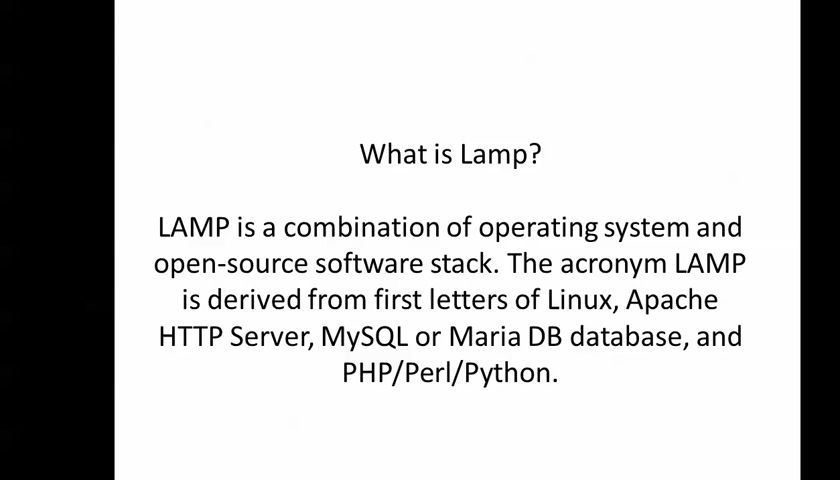 What is Lamp?
LAMP is a combination of operating system and
open-source software stack. The acronym LAMP
is derived from first letters of Linux, Apache
HTTP Server, MySQL or Maria DB database, and
PHP/Perl/Python.